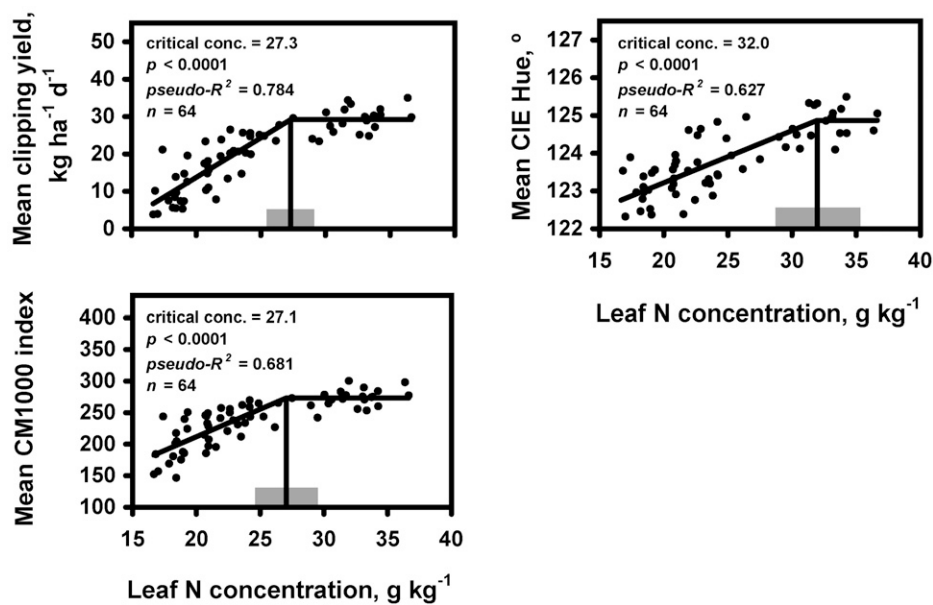 Mean clipping yield,
kg ha⁻¹ d⁻¹
50
40
30
20
10
0
critical conc. = 27.3
p < 0.0001
pseudo-R² = 0.784
n = 64
Mean CIE Hue, º
127
126
125
124
123
122
critical conc. = 32.0
p < 0.0001
pseudo-R² = 0.627
n = 64
15 20 25 30 35 40
Leaf N concentration, g kg⁻¹
Mean CM1000 index
400
350
300
250
200
150
100
critical conc. = 27.1
p < 0.0001
pseudo-R² = 0.681
n = 64
15 20 25 30 35 40
Leaf N concentration, g kg⁻¹